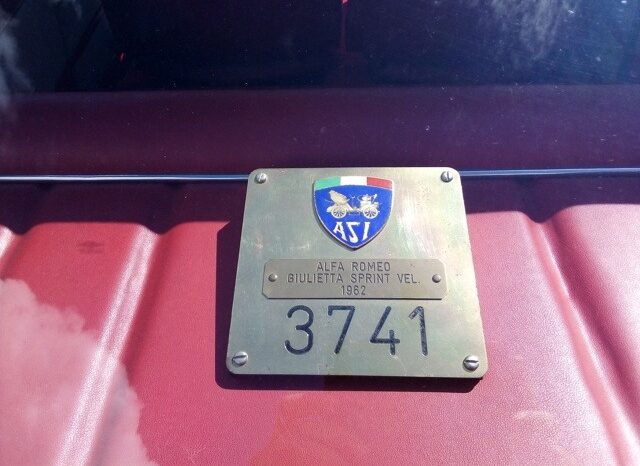 ASI
ALFA ROMEO
GIULIETTA SPRINT VEL.
1962
3741